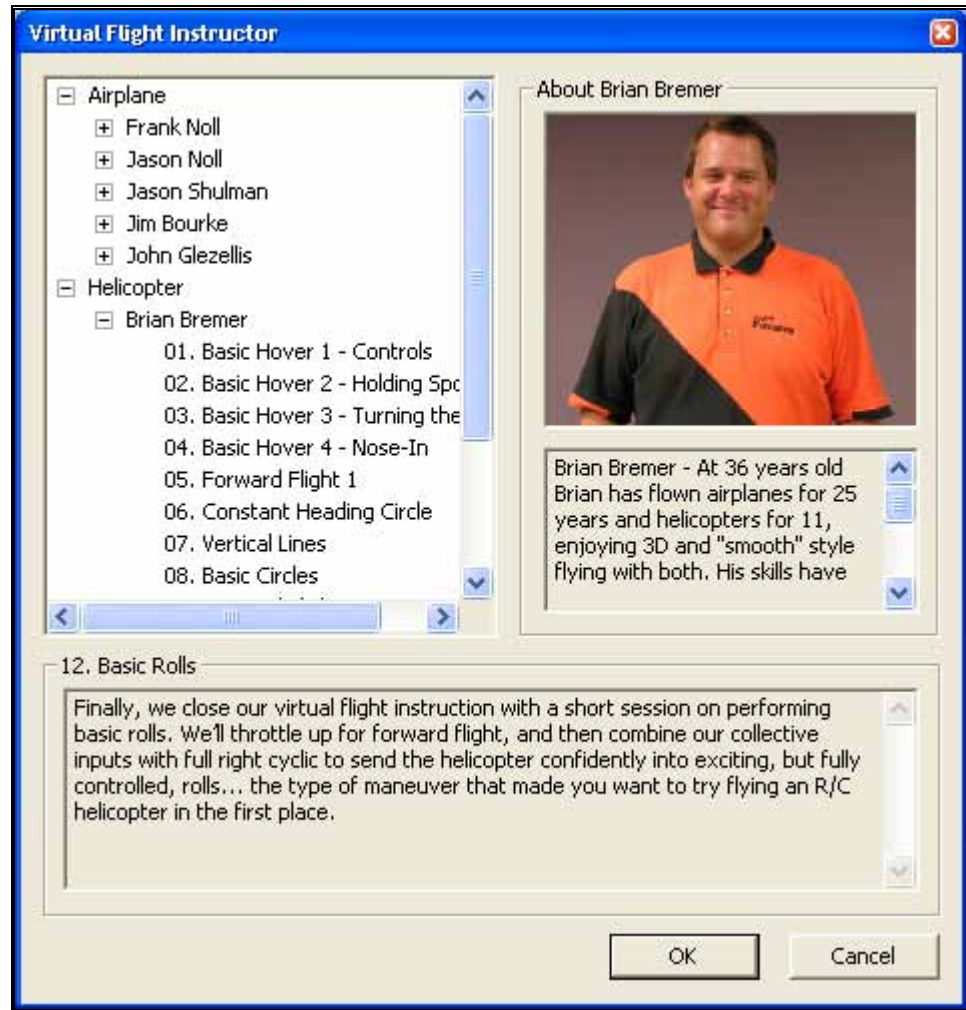 Virtual Flight Instructor
Airplane
Frank Noll
Jason Noll
Jason Shulman
Jim Bourke
John Glezellis
Helicopter
Brian Bremer
01. Basic Hover 1 - Controls
02. Basic Hover 2 - Holding Spo
03. Basic Hover 3 - Turning the
04. Basic Hover 4 - Nose-In
05. Forward Flight 1
06. Constant Heading Circle
07. Vertical Lines
08. Basic Circles
About Brian Bremer
Brian Bremer - At 36 years old
Brian has flown airplanes for 25
years and helicopters for 11,
enjoying 3D and "smooth" style
flying with both. His skills have
12. Basic Rolls
Finally, we close our virtual flight instruction with a short session on performing
basic rolls. We'll throttle up for forward flight, and then combine our collective
inputs with full right cyclic to send the helicopter confidently into exciting, but fully
controlled, rolls... the type of maneuver that made you want to try flying an R/C
helicopter in the first place.
OK
Cancel